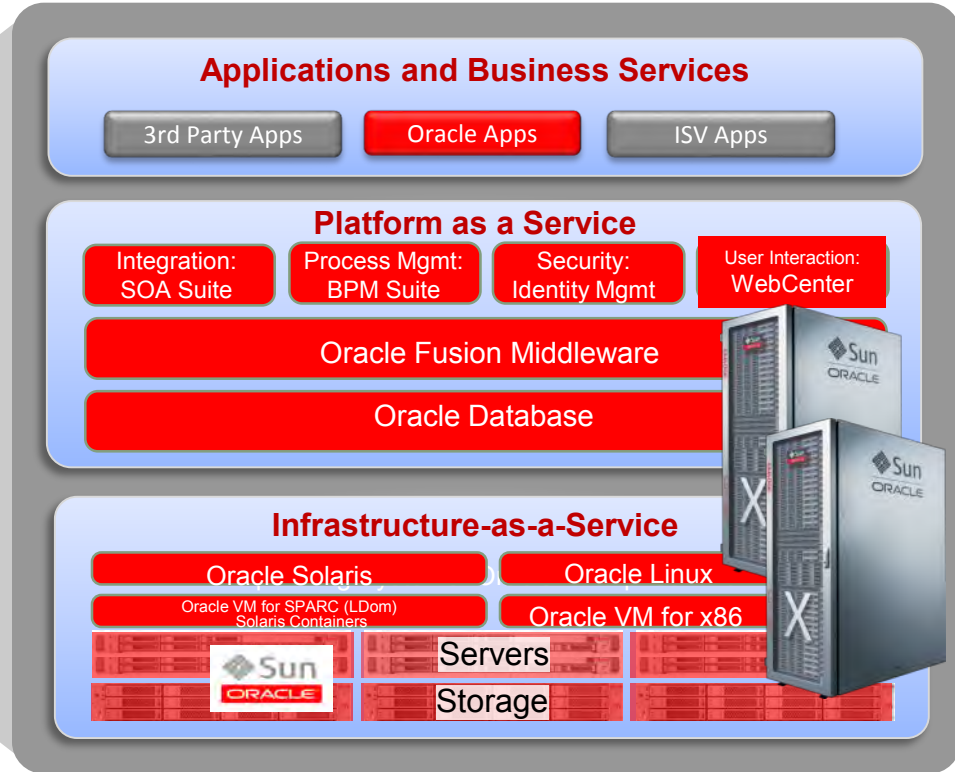 Applications and Business Services
3rd Party Apps
Oracle Apps
ISV Apps
Platform as a Service
Integration:
SOA Suite
Process Mgmt:
BPM Suite
Security:
Identity Mgmt
User Interaction:
WebCenter
Oracle Fusion Middleware
Oracle Database
Sun
ORACLE
Sun
ORACLE
X
X
Infrastructure-as-a-Service
Oracle Solaris
Oracle Linux
Oracle VM for SPARC (LDom)
Solaris Containers
Oracle VM for x86
Servers
Sun
ORACLE
Storage